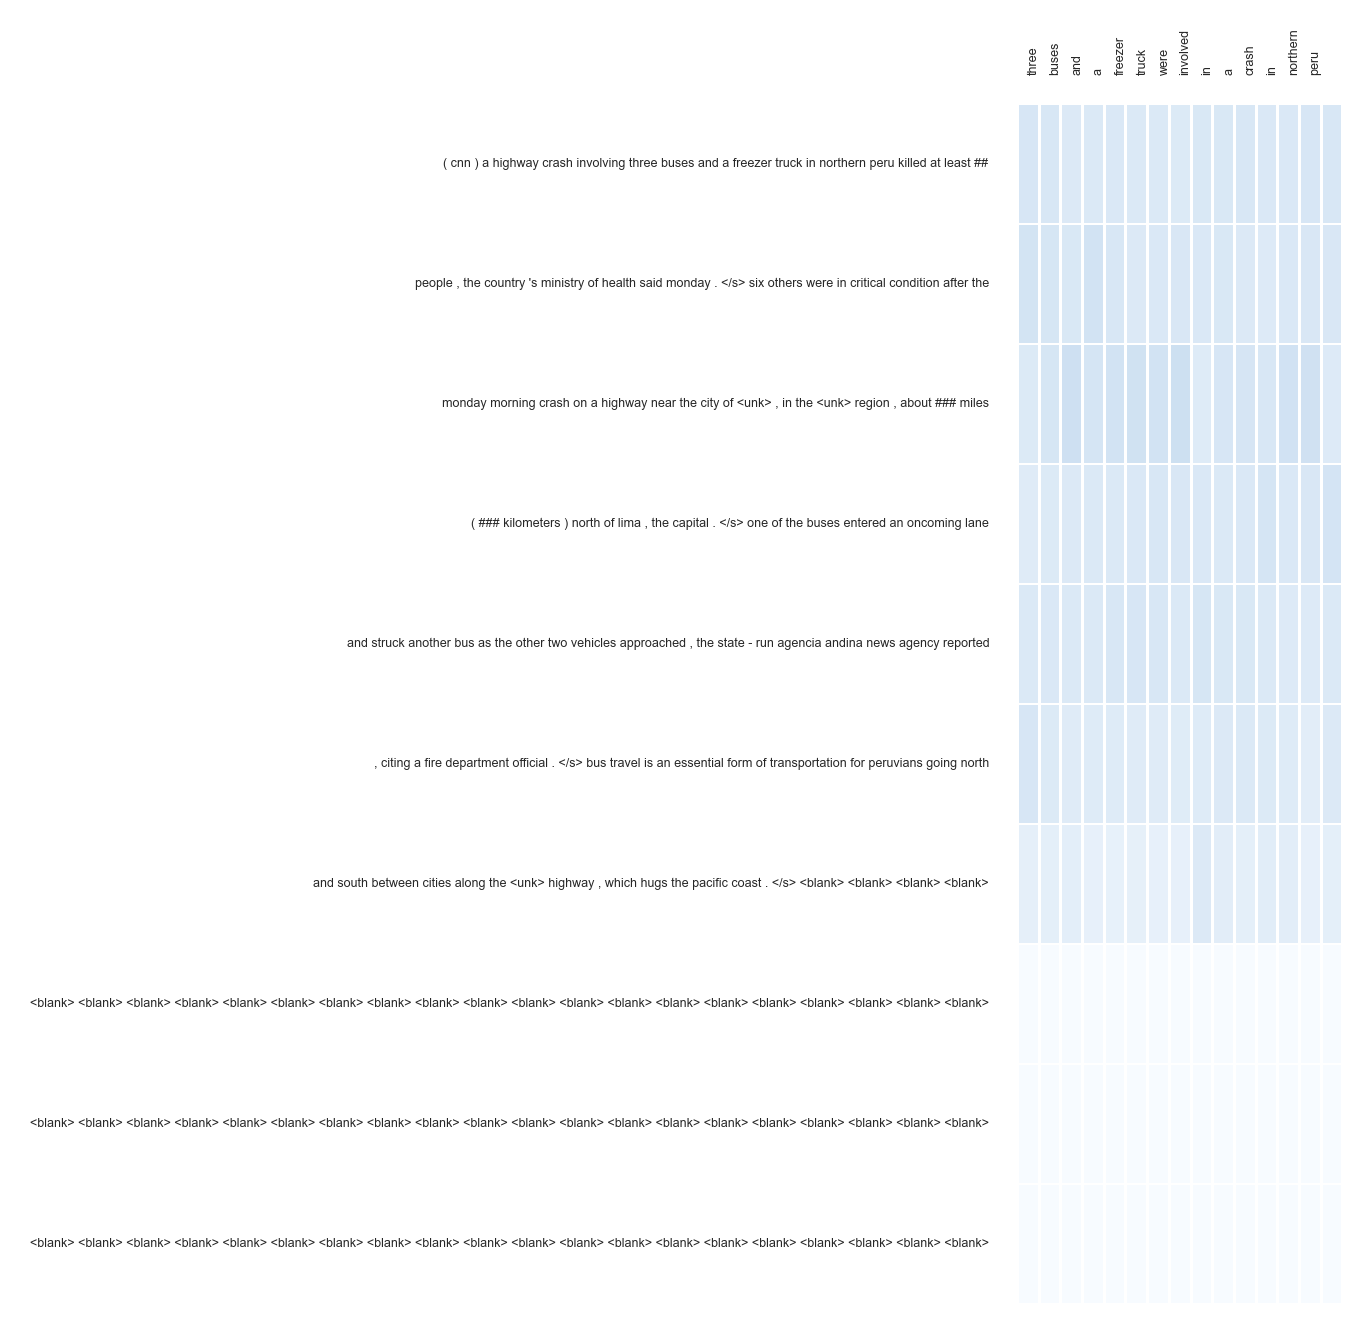 three buses and a freezer truck were involved in a crash in northern peru
( cnn ) a highway crash involving three buses and a freezer truck in northern peru killed at least ##
people , the country 's ministry of health said monday . </s> six others were in critical condition after the
monday morning crash on a highway near the city of <unk> , in the <unk> region , about ### miles
( ### kilometers ) north of lima , the capital . </s> one of the buses entered an oncoming lane
and struck another bus as the other two vehicles approached , the state - run agencia andina news agency reported
, citing a fire department official . </s> bus travel is an essential form of transportation for peruvians going north
and south between cities along the <unk> highway , which hugs the pacific coast . </s> <blank> <blank> <blank> <blank>
<blank> <blank> <blank> <blank> <blank> <blank> <blank> <blank> <blank> <blank> <blank> <blank> <blank> <blank> <blank> <blank> <blank> <blank> <blank> <blank>
<blank> <blank> <blank> <blank> <blank> <blank> <blank> <blank> <blank> <blank> <blank> <blank> <blank> <blank> <blank> <blank> <blank> <blank> <blank> <blank>
<blank> <blank> <blank> <blank> <blank> <blank> <blank> <blank> <blank> <blank> <blank> <blank> <blank> <blank> <blank> <blank> <blank> <blank> <blank> <blank>